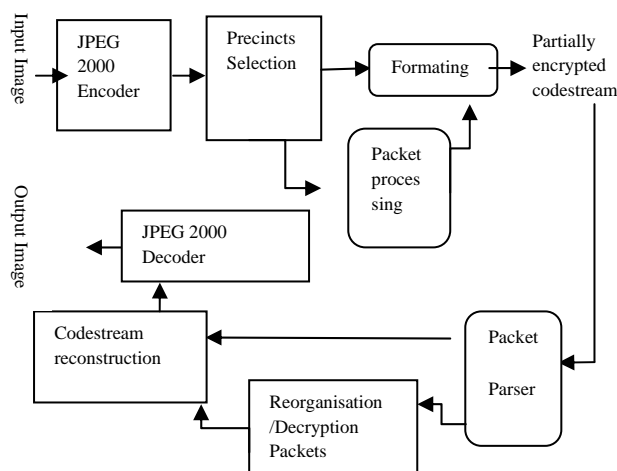 Input Image
JPEG
2000
Encoder
Precincts
Selection
Formating
Partially
encrypted
codestream
Packet
proces
sing
Output Image
JPEG 2000
Decoder
Codestream
reconstruction
Packet
Parser
Reorganisation
/Decryption
Packets